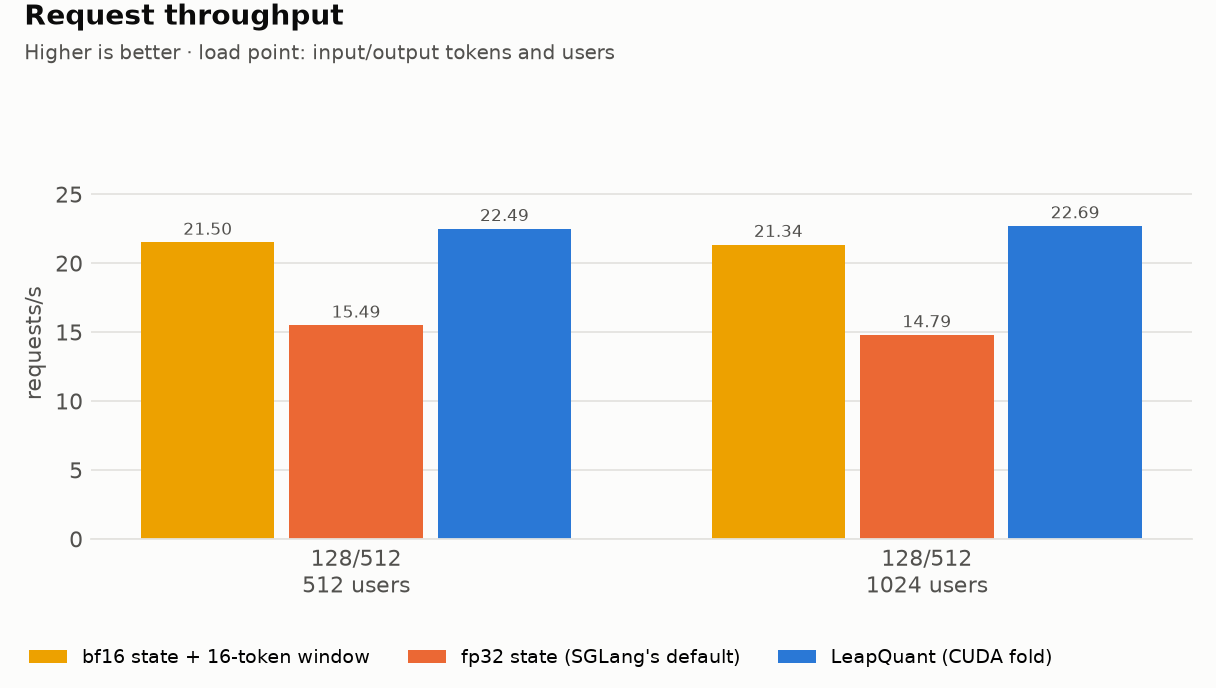 Request throughput
Higher is better · load point: input/output tokens and users
requests/s
25
20
15
10
5
0
21.50
15.49
22.49
21.34
14.79
22.69
128/512
512 users
128/512
1024 users
bf16 state + 16-token window
fp32 state (SGLang's default)
LeapQuant (CUDA fold)